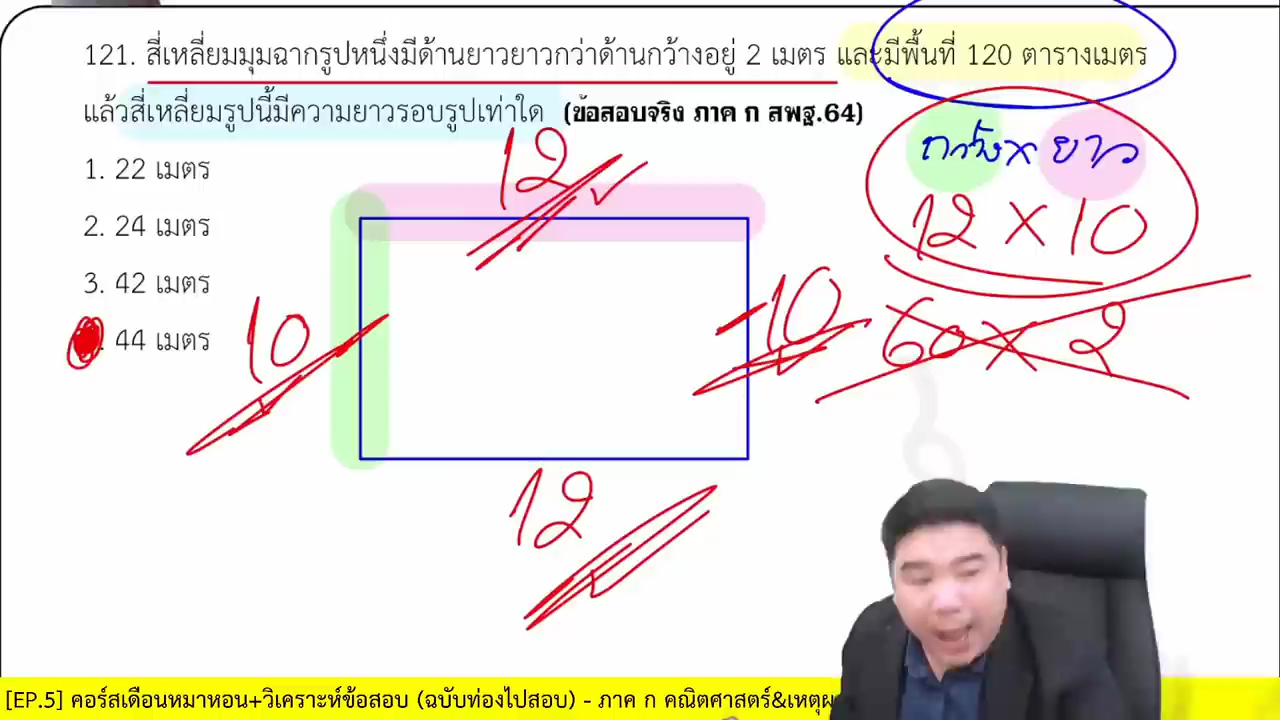 121. สี่เหลี่ยมมุมฉากรูปหนึ่งมีด้านยาวยาวกว่าด้านกว้างอยู่ 2 เมตร และมีพื้นที่ 120 ตารางเมตร
แล้วสี่เหลี่ยมรูปนี้มีความยาวรอบรูปเท่าใด (ข้อสอบจริง ภาค ก สพฐ.64)
กว้าง × ยาว
12 × 10
60 × 2
1. 22 เมตร
2. 24 เมตร
3. 42 เมตร
44 เมตร
12
10
10
12
[EP.5] คอร์สเดือนหมาหอน+วิเคราะห์ข้อสอบ (ฉบับท่องไปสอบ) - ภาค ก คณิตศาสตร์&เหตุผ